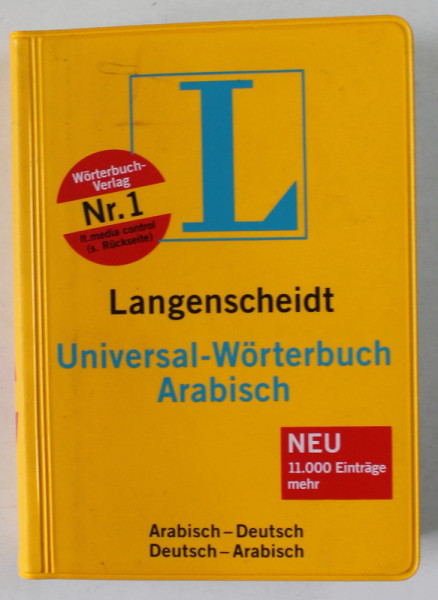 L
Wörterbuch-
Verlag
Nr.1
lt.media control
(s. Rückseite)
Langenscheidt
Universal-Wörterbuch
Arabisch
NEU
11.000 Einträge
mehr
Arabisch–Deutsch
Deutsch–Arabisch